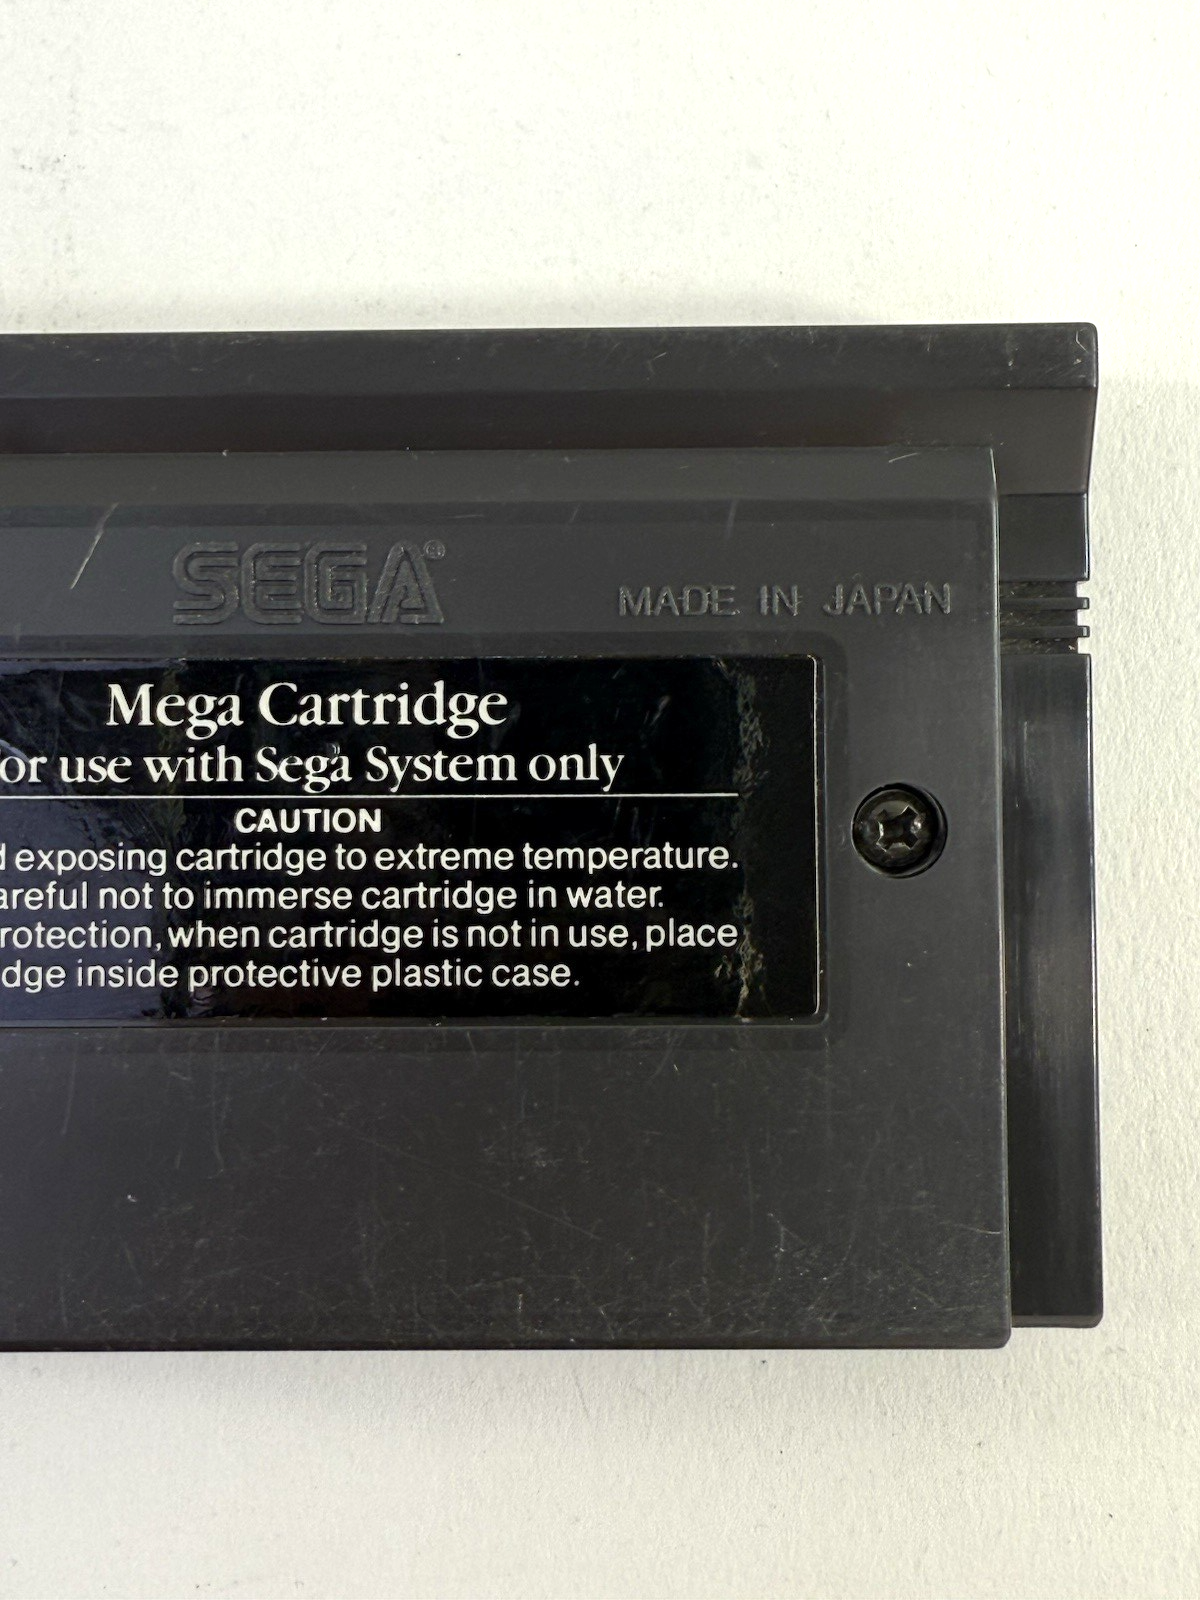 SEGA®
MADE IN JAPAN
Mega Cartridge
or use with Sega System only
CAUTION
exposing cartridge to extreme temperature.
areful not to immerse cartridge in water.
rotection, when cartridge is not in use, place
dge inside protective plastic case.